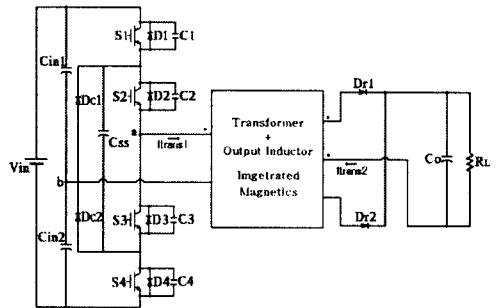 S1 D1 C1
Cin1
Dc1
S2 D2 C2
Css
a
Itrans1
Vin
b
Transformer
+
Output Inductor
Imgetrated
Magnetics
Dr1
Itrans2
Co
RL
Dr2
Dc2
S3 D3 C3
Cin2
S4 D4 C4